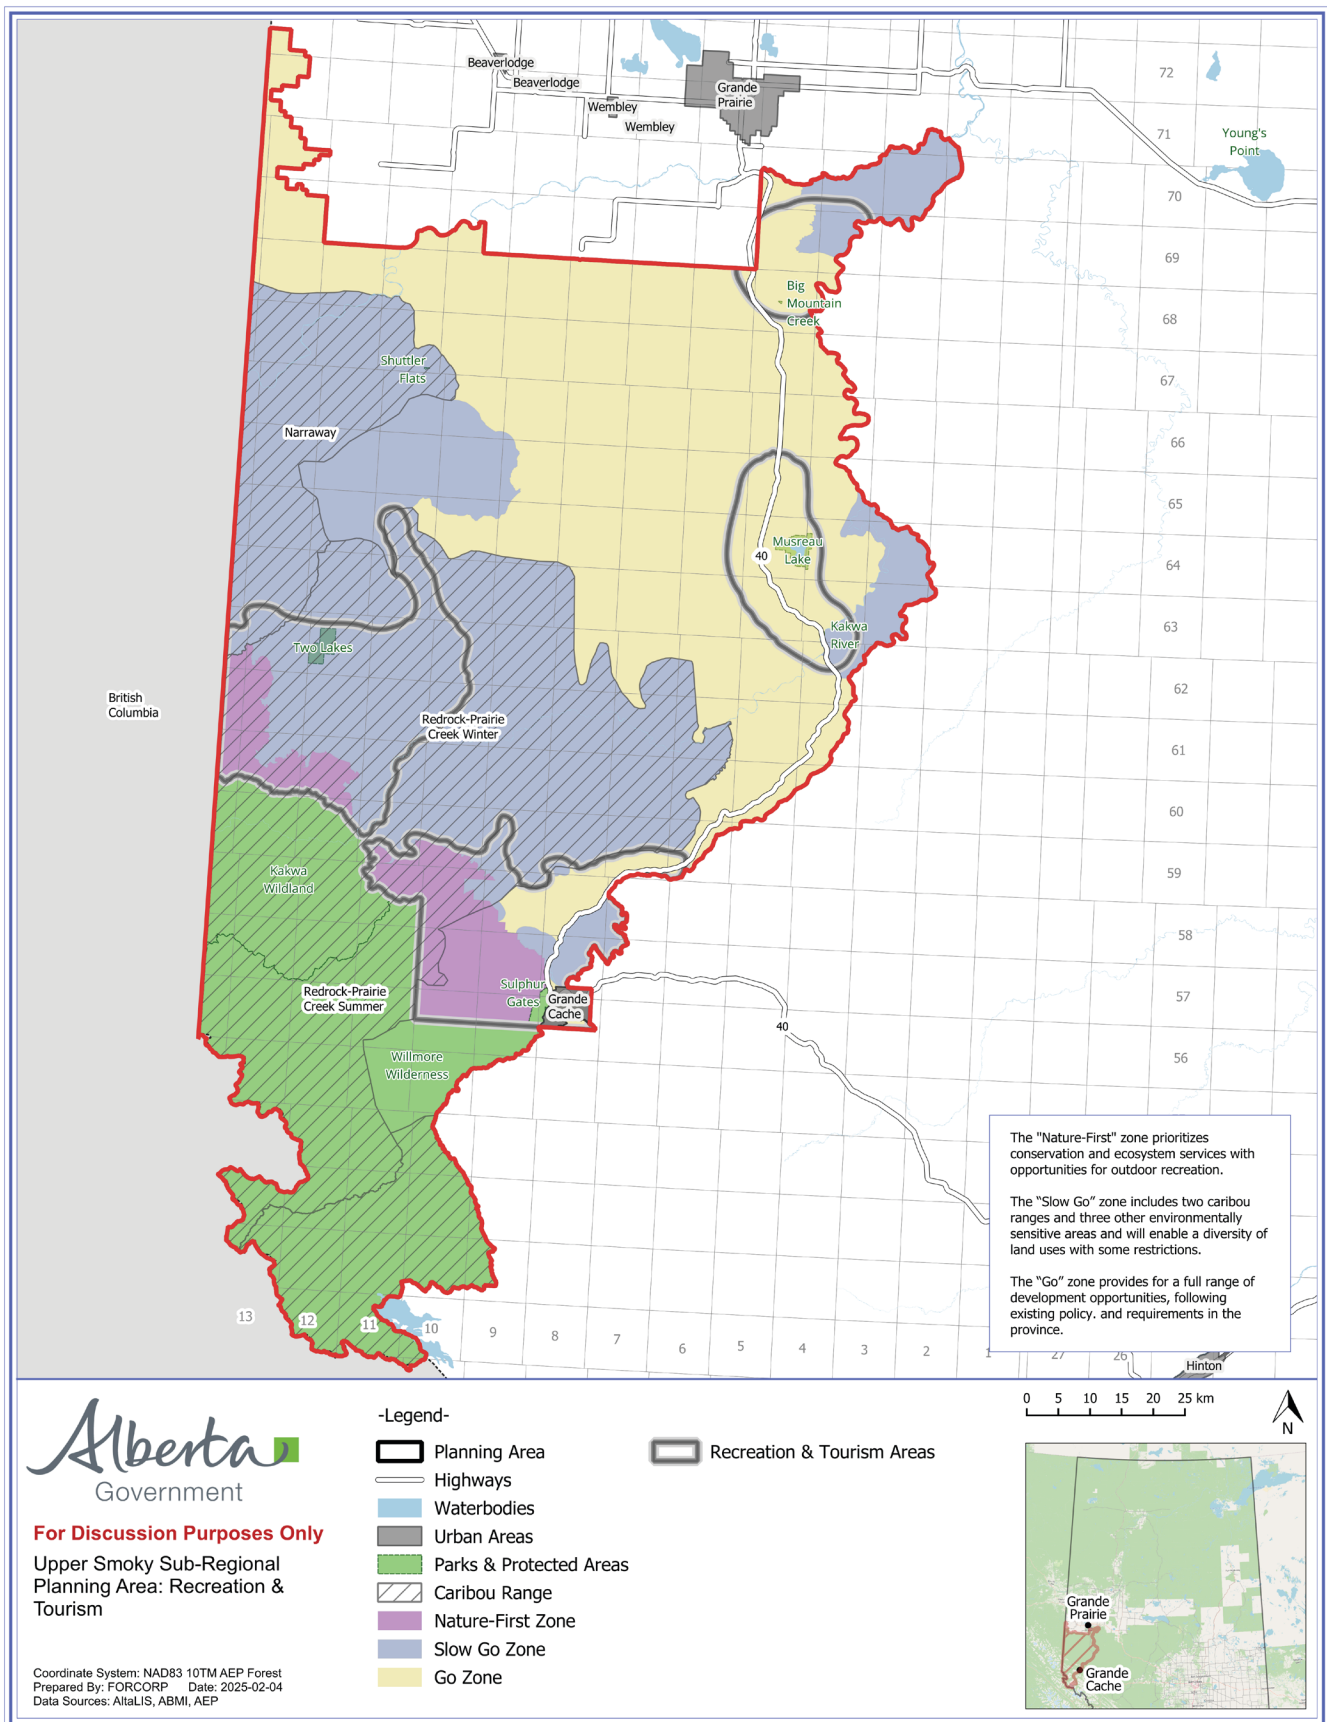 Beaverlodge
Beaverlodge
Wembley
Wembley
Grande
Prairie
72
71
Young's
Point
70
69
Big
Mountain
Creek
68
Shuttler
Flats
67
Narraway
66
65
Musreau
Lake
40
64
Kakwa
River
63
Two Lakes
62
British
Columbia
Redrock-Prairie
Creek Winter
61
60
59
Kakwa
Wildland
58
Redrock-Prairie
Creek Summer
Sulphur
Gates
Grande
Cache
57
40
56
Willmore
Wilderness
The "Nature-First" zone prioritizes
conservation and ecosystem services with
opportunities for outdoor recreation.
The “Slow Go” zone includes two caribou
ranges and three other environmentally
sensitive areas and will enable a diversity of
land uses with some restrictions.
The “Go” zone provides for a full range of
development opportunities, following
existing policy. and requirements in the
province.
13
12
11
10
9
8
7
6
5
4
3
2
1
27
26
Hinton
Alberta
Government
For Discussion Purposes Only
Upper Smoky Sub-Regional
Planning Area: Recreation &
Tourism
Coordinate System: NAD83 10TM AEP Forest
Prepared By: FORCORP Date: 2025-02-04
Data Sources: AltaLIS, ABMI, AEP
-Legend-
Planning Area
Highways
Waterbodies
Urban Areas
Parks & Protected Areas
Caribou Range
Nature-First Zone
Slow Go Zone
Go Zone
Recreation & Tourism Areas
0 5 10 15 20 25 km
N
Grande
Prairie
Grande
Cache